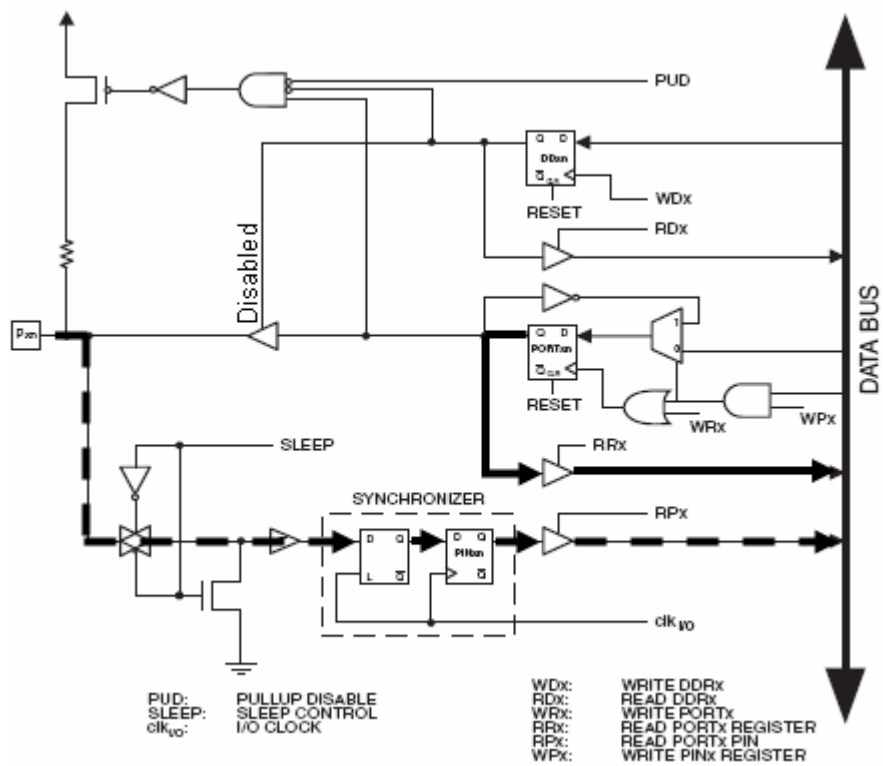 PUD
Q D
DDxn
Q CLR
WDx
RESET
RDx
Disabled
Pxn
1
Q D
PORTxn
0
Q CLR
RESET
WRx
WPx
DATA BUS
SLEEP
RRx
SYNCHRONIZER
RPx
D Q
D Q
PINxn
L Q
Q
clk I/O
PUD: PULLUP DISABLE
SLEEP: SLEEP CONTROL
clk I/O: I/O CLOCK
WDx: WRITE DDRx
RDx: READ DDRx
WRx: WRITE PORTx
RRx: READ PORTx REGISTER
RPx: READ PORTx PIN
WPx: WRITE PINx REGISTER